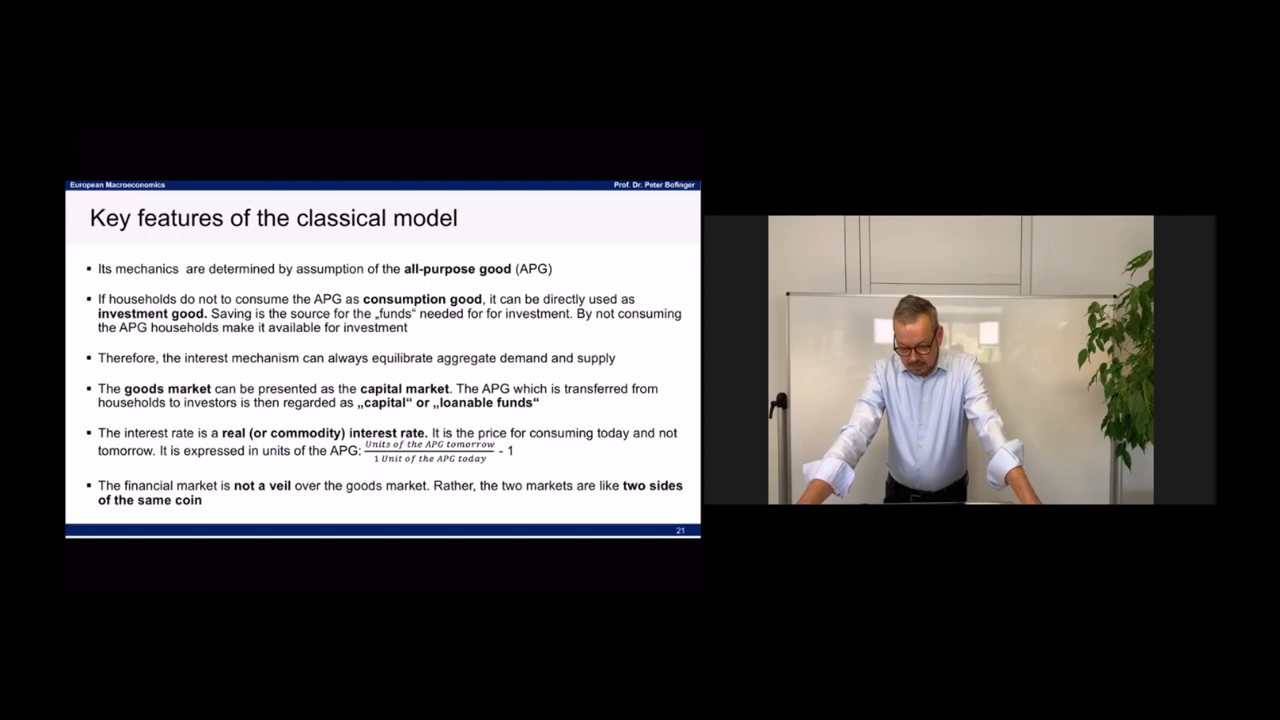 European Macroeconomics
Prof. Dr. Peter Bofinger
Key features of the classical model
▪ Its mechanics are determined by assumption of the all-purpose good (APG)
▪ If households do not to consume the APG as consumption good, it can be directly used as
investment good. Saving is the source for the „funds“ needed for for investment. By not consuming
the APG households make it available for investment
▪ Therefore, the interest mechanism can always equilibrate aggregate demand and supply
▪ The goods market can be presented as the capital market. The APG which is transferred from
households to investors is then regarded as „capital“ or „loanable funds“
▪ The interest rate is a real (or commodity) interest rate. It is the price for consuming today and not
tomorrow. It is expressed in units of the APG: Units of the APG tomorrow / 1 Unit of the APG today - 1
▪ The financial market is not a veil over the goods market. Rather, the two markets are like two sides
of the same coin
21